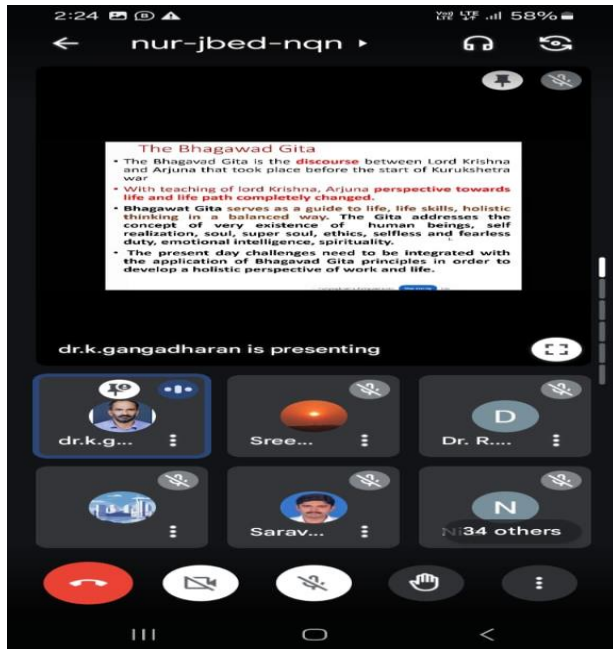 2:24 58%
nur-jbed-nqn
The Bhagawad Gita
• The Bhagavad Gita is the discourse between Lord Krishna
and Arjuna that took place before the start of Kurukshetra
war
• With teaching of lord Krishna, Arjuna perspective towards
life and life path completely changed.
• Bhagwat Gita serves as a guide to life, life skills, holistic
thinking in a balanced way. The Gita addresses the
concept of very existence of human beings, self
realization, soul, super soul, ethics, selfless and fearless
duty, emotional intelligence, spirituality.
• The present day challenges need to be integrated with
the application of Bhagavad Gita principles in order to
develop a holistic perspective of work and life.
dr.k.gangadharan is presenting
dr.k.g...
Sree...
D
Dr. R....
Sarav...
N
34 others